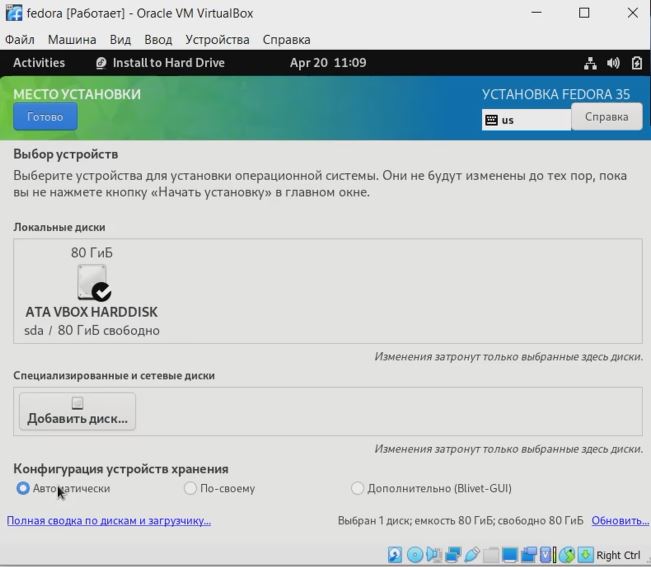 fedora [Работает] - Oracle VM VirtualBox
Файл Машина Вид Ввод Устройства Справка
Activities Install to Hard Drive Apr 20 11:09
МЕСТО УСТАНОВКИ УСТАНОВКА FEDORA 35
Готово us Справка
Выбор устройств
Выберите устройства для установки операционной системы. Они не будут изменены до тех пор, пока
вы не нажмете кнопку «Начать установку» в главном окне.
Локальные диски
80 ГиБ
ATA VBOX HARDDISK
sda / 80 ГиБ свободно
Изменения затронут только выбранные здесь диски.
Специализированные и сетевые диски
Добавить диск...
Изменения затронут только выбранные здесь диски.
Конфигурация устройств хранения
Автоматически По-своему Дополнительно (Blivet-GUI)
Полная сводка по дискам и загрузчику... Выбран 1 диск; емкость 80 ГиБ; свободно 80 ГиБ Обновить...
Right Ctrl